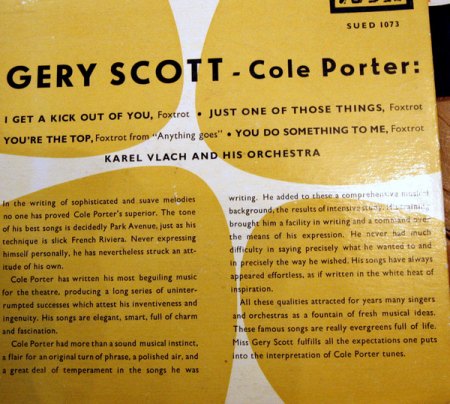 SUED 1073
GERY SCOTT - Cole Porter:
I GET A KICK OUT OF YOU, Foxtrot • JUST ONE OF THOSE THINGS, Foxtrot
YOU'RE THE TOP, Foxtrot from "Anything goes" • YOU DO SOMETHING TO ME, Foxtrot
KAREL VLACH AND HIS ORCHESTRA
In the writing of sophisticated and suave melodies
no one has proved Cole Porter's superior. The tone
of his best songs is decidedly Park Avenue, just as his
technique is slick French Riviera. Never expressing
himself personally, he has nevertheless struck an att-
itude of his own.
Cole Porter has written his most beguiling music
for the theatre, producing a long series of uninter-
rupted successes which attest his inventiveness and
ingenuity. His songs are elegant, smart, full of charm
and fascination.
Cole Porter had more than a sound musical instinct,
a flair for an original turn of phrase, a polished air, and
a great deal of temperament in the songs he was
writing. He added to these a comprehensive musical
background, the results of intensive study. His training
brought him a facility in writing and a command over
the means of his expression. He never had much
difficulty in saying precisely what he wanted to and
in precisely the way he wished. His songs have always
appeared effortless, as if written in the white heat of
inspiration.
All these qualities attracted for years many singers
and orchestras as a fountain of fresh musical ideas.
These famous songs are really evergreens full of life.
Miss Gery Scott fulfills all the expectations one puts
into the interpretation of Cole Porter tunes.